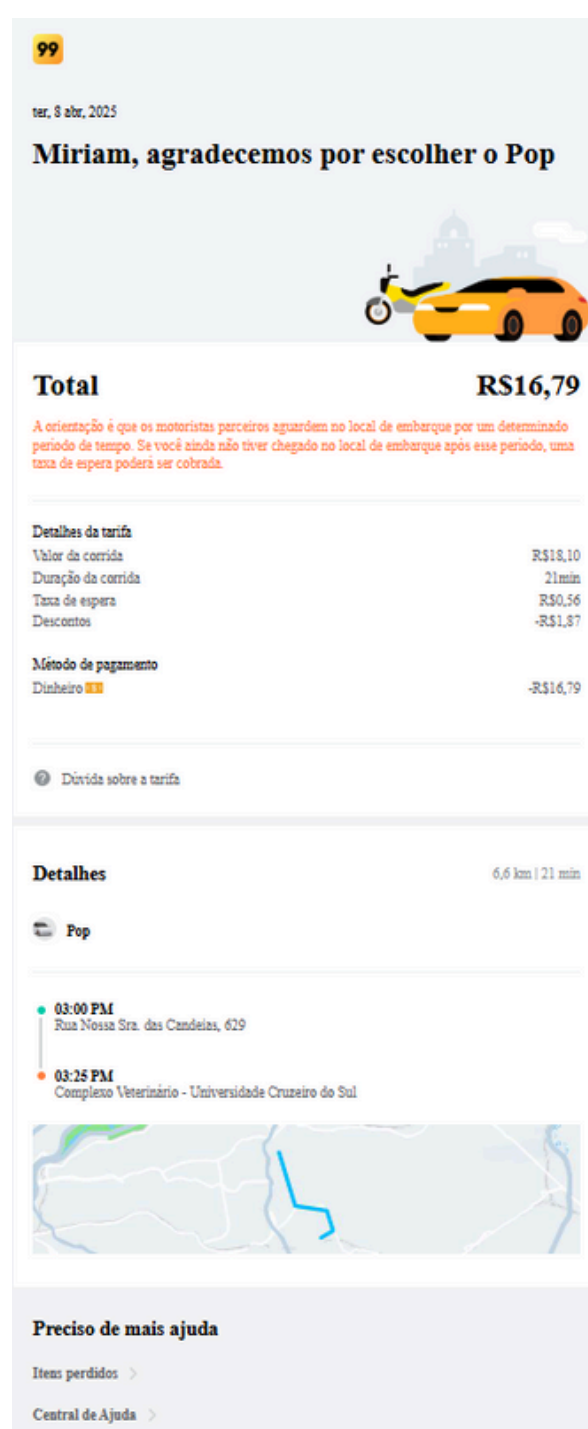 99
ter, 8 abr, 2025
Miriam, agradecemos por escolher o Pop
Total R$16,79
A orientação é que os motoristas parceiros aguardem no local de embarque por um determinado
período de tempo. Se você ainda não tiver chegado no local de embarque após esse período, uma
taxa de espera poderá ser cobrada.
Detalhes da tarifa
Valor da corrida R$18,10
Duração da corrida 21min
Taxa de espera R$0,56
Descontos -R$1,87
Método de pagamento
Dinheiro -R$16,79
Dúvida sobre a tarifa
Detalhes 6,6 km | 21 min
Pop
03:00 PM
Rua Nossa Sra. das Candeias, 629
03:25 PM
Complexo Veterinário - Universidade Cruzeiro do Sul
Preciso de mais ajuda
Itens perdidos
Central de Ajuda